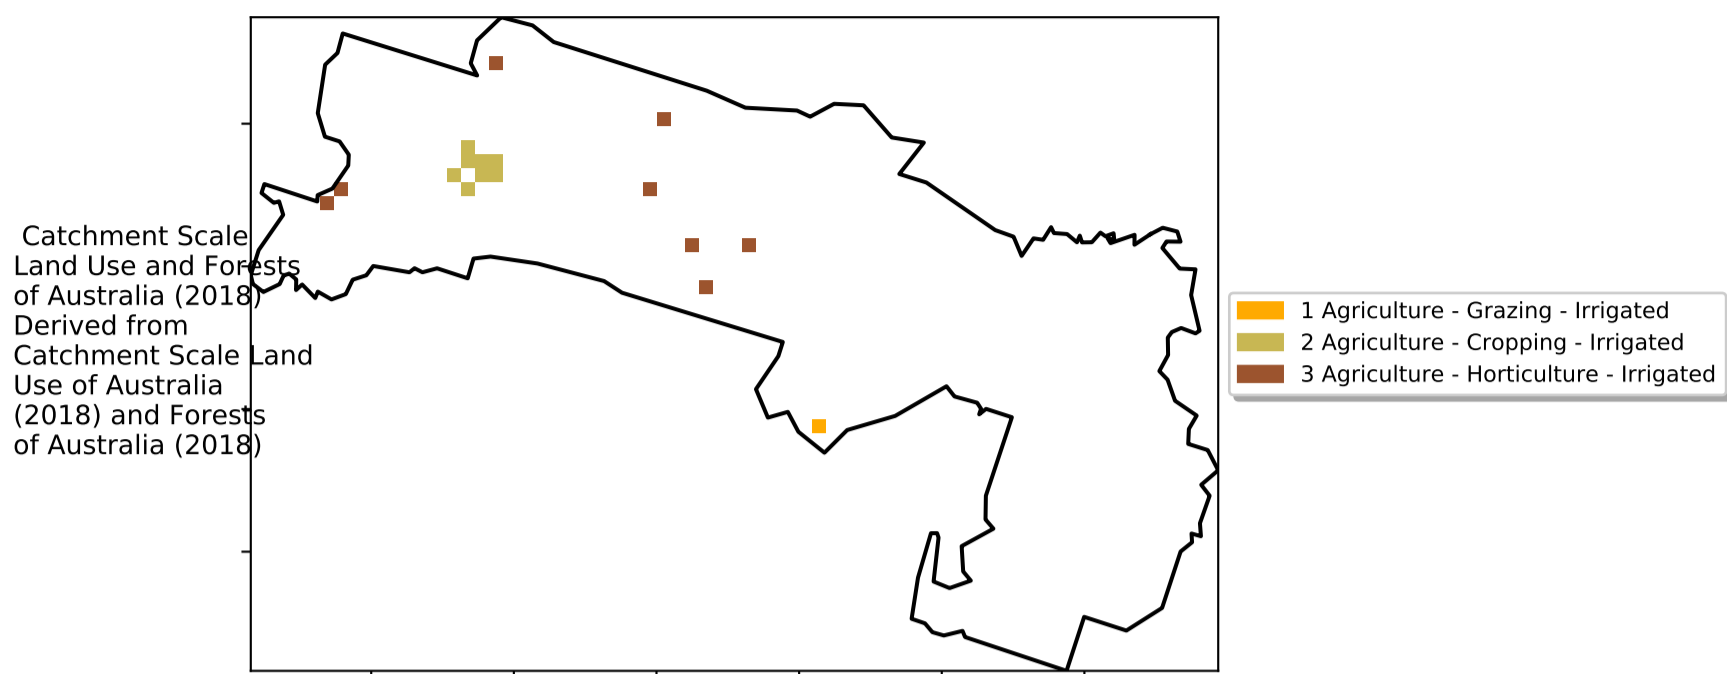 Catchment Scale
Land Use and Forests
of Australia (2018)
Derived from
Catchment Scale Land
Use of Australia
(2018) and Forests
of Australia (2018)
1 Agriculture - Grazing - Irrigated
2 Agriculture - Cropping - Irrigated
3 Agriculture - Horticulture - Irrigated